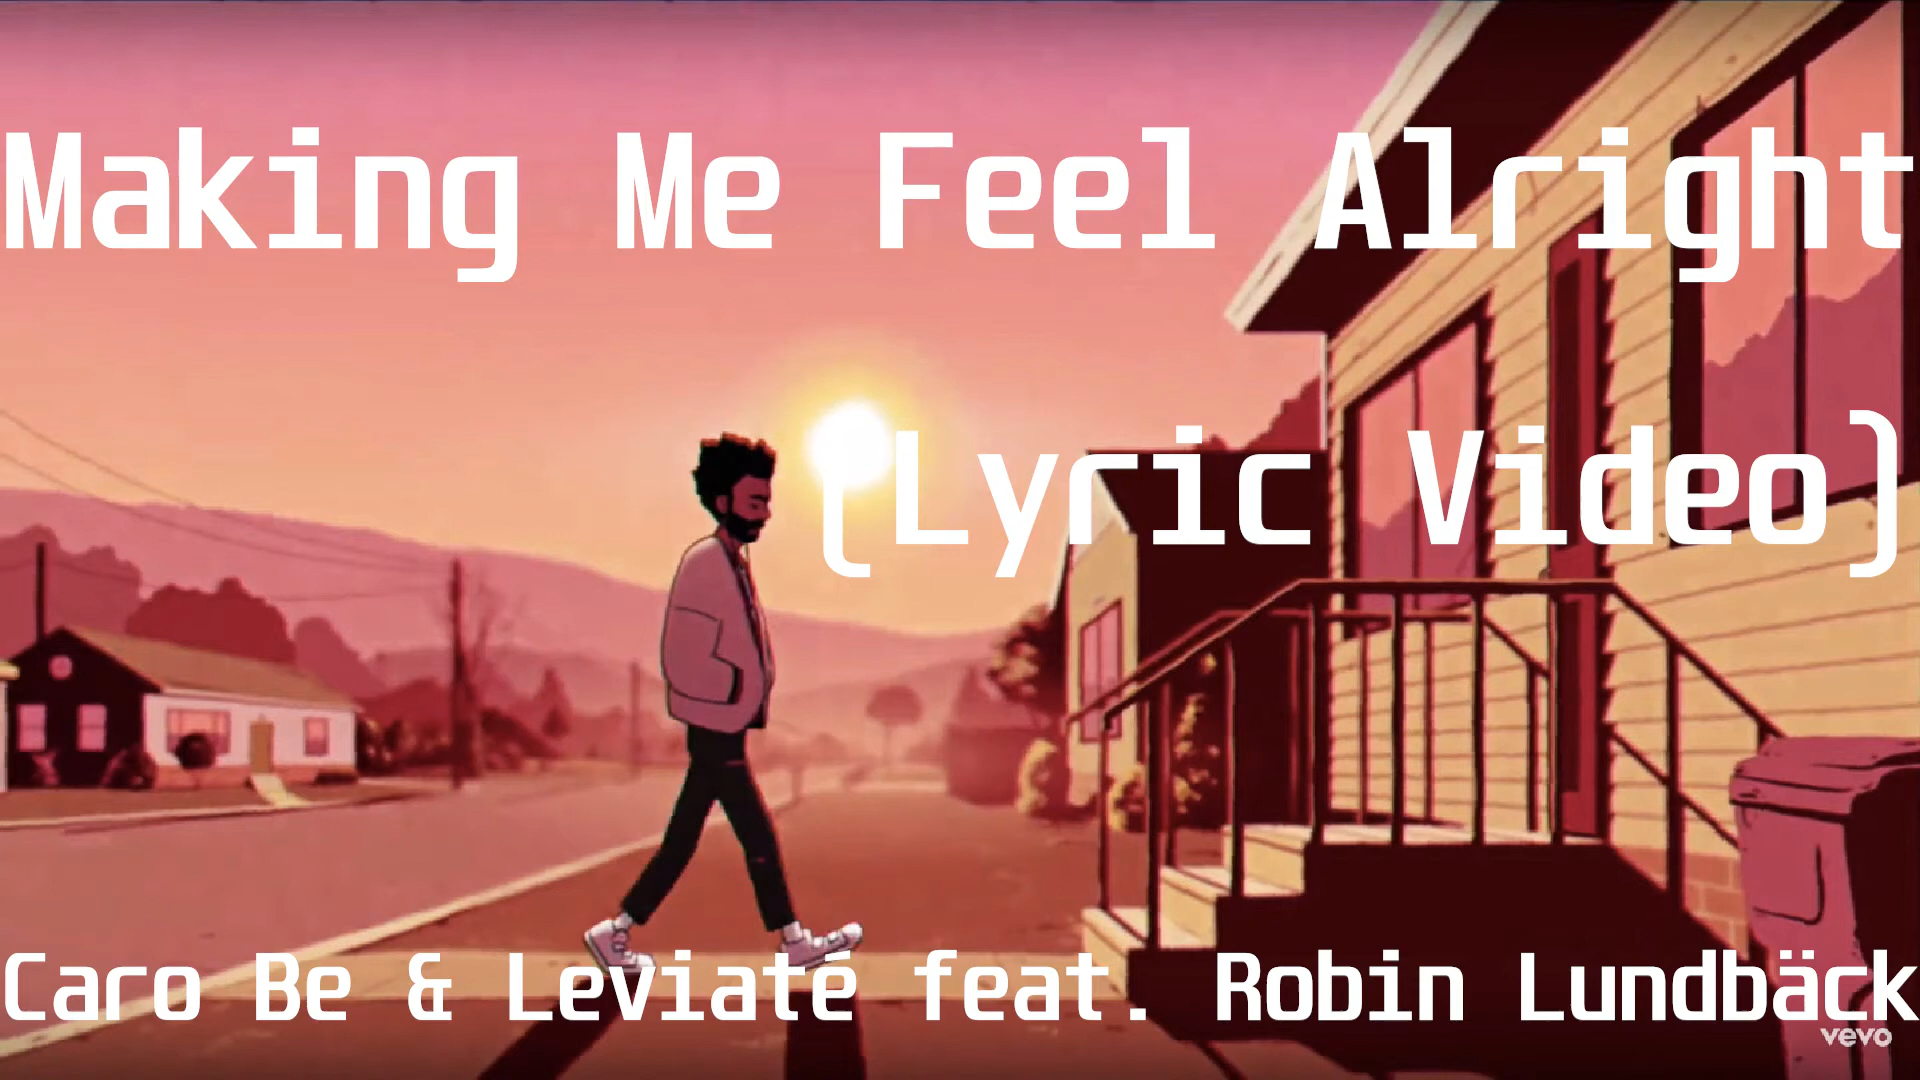 Making Me Feel Alright
(Lyric Video)
Caro Be & Leviaté feat. Robin Lundbäck
vevo